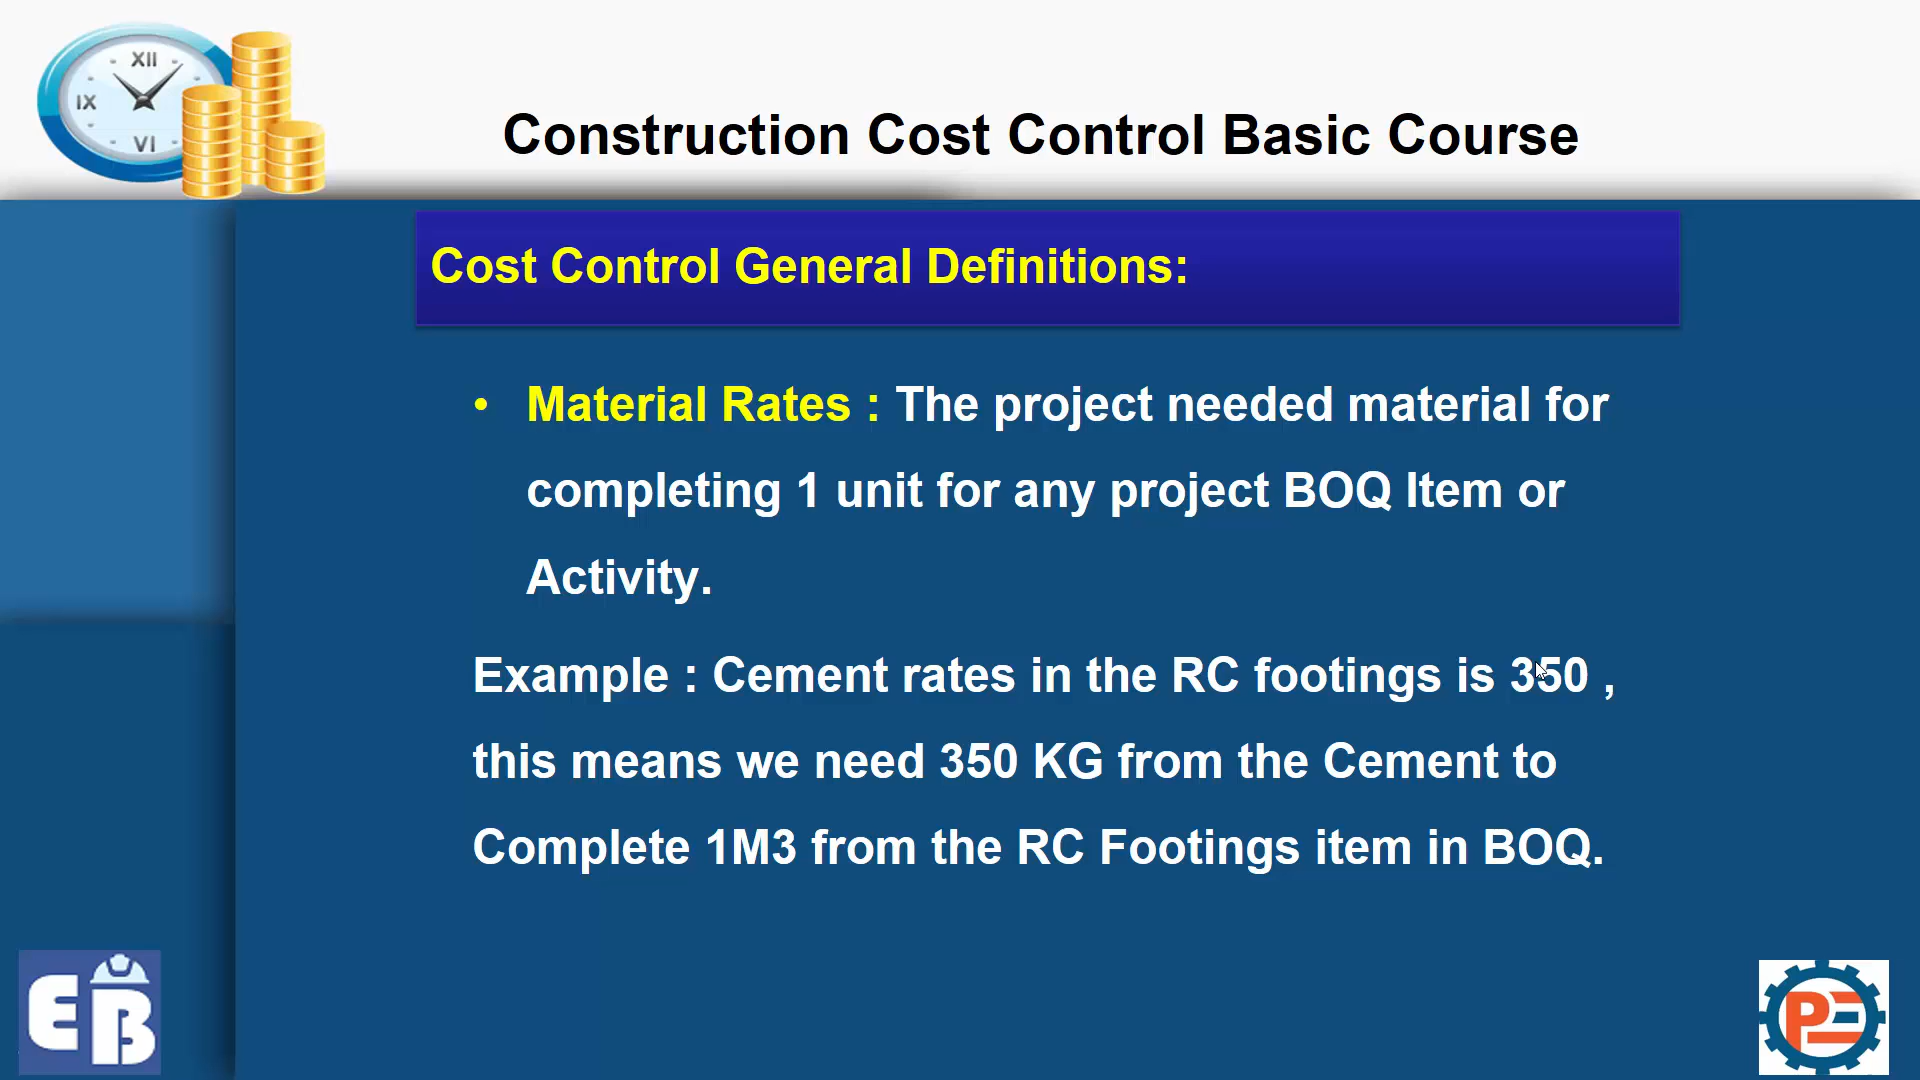 XII
IX
VI
Construction Cost Control Basic Course
Cost Control General Definitions:
• Material Rates : The project needed material for
completing 1 unit for any project BOQ Item or
Activity.
Example : Cement rates in the RC footings is 350 ,
this means we need 350 KG from the Cement to
Complete 1M3 from the RC Footings item in BOQ.
EB
PE